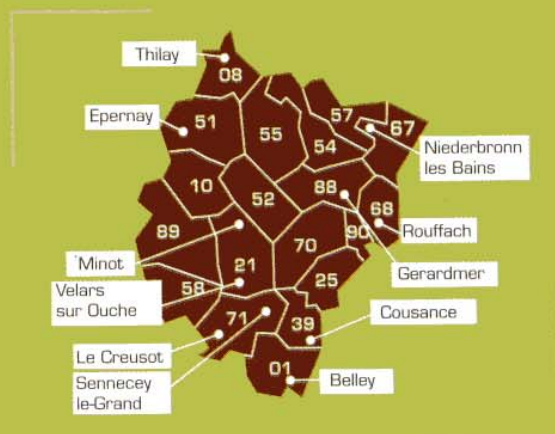 Thilay
08
Epernay
51
55
57
67
54
Niederbronn
les Bains
10
52
88
68
89
70
90
Rouffach
Minot
21
25
Gerardmer
Velars
sur Ouche
58
71
39
Cousance
Le Creusot
Sennecey
le-Grand
01
Belley